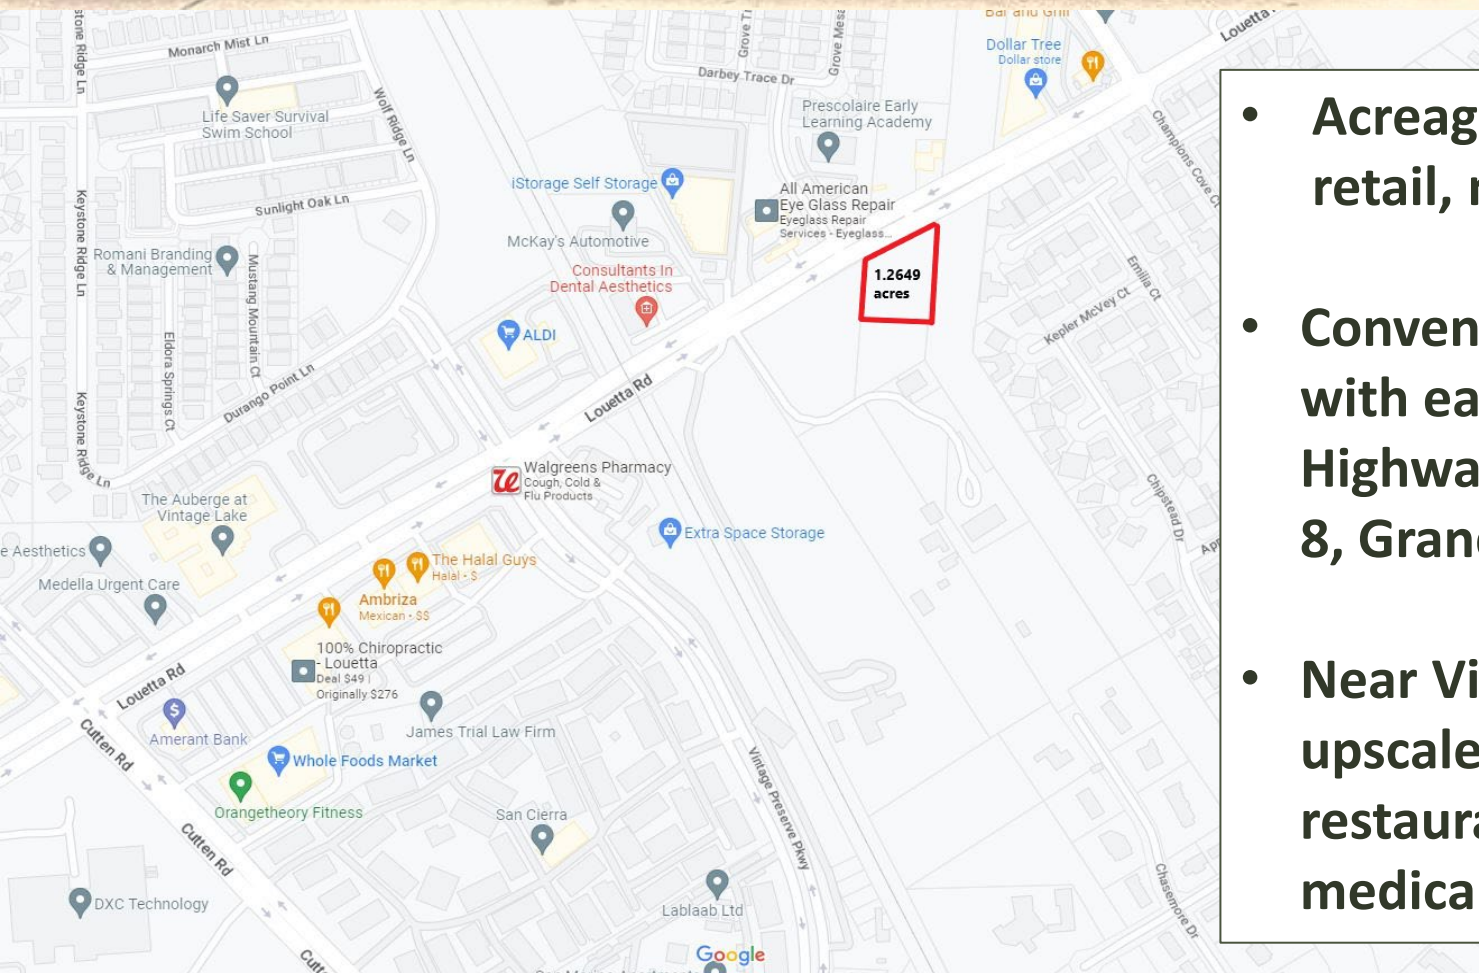 Bar and Grill
Louetta
Monarch Mist Ln
Dollar Tree
Dollar store
Darbey Trace Dr
Grove Mesa
Wolf Ridge Ln
Life Saver Survival
Swim School
Prescolaire Early
Learning Academy
Champions Cove Ct
iStorage Self Storage
All American
Eye Glass Repair
Eyeglass Repair
Services - Eyeglass...
Keystone Ridge Ln
Sunlight Oak Ln
McKay's Automotive
Romani Branding
& Management
Mustang Mountain Ct
Consultants In
Dental Aesthetics
1.2649
acres
Emilia Ct
Kepler McVey Ct
ALDI
Eldora Springs Ct
Durango Point Ln
Louetta Rd
Keystone Ridge Ln
Walgreens Pharmacy
Cough, Cold &
Flu Products
The Auberge at
Vintage Lake
Chipstead Dr
Extra Space Storage
e Aesthetics
Medella Urgent Care
The Halal Guys
Halal • $
Ambriza
Mexican • $$
100% Chiropractic
- Louetta
Deal $49 |
Originally $276
Louetta Rd
James Trial Law Firm
Amerant Bank
Cutten Rd
Whole Foods Market
Orangetheory Fitness
San Cierra
Vintage Preserve Pkwy
Cutten Rd
DXC Technology
Lablaab Ltd
Chasemore Dr
Google
• Acreag
retail, r
• Conven
with ea
Highwa
8, Grand
• Near Vi
upscale
restaura
medica